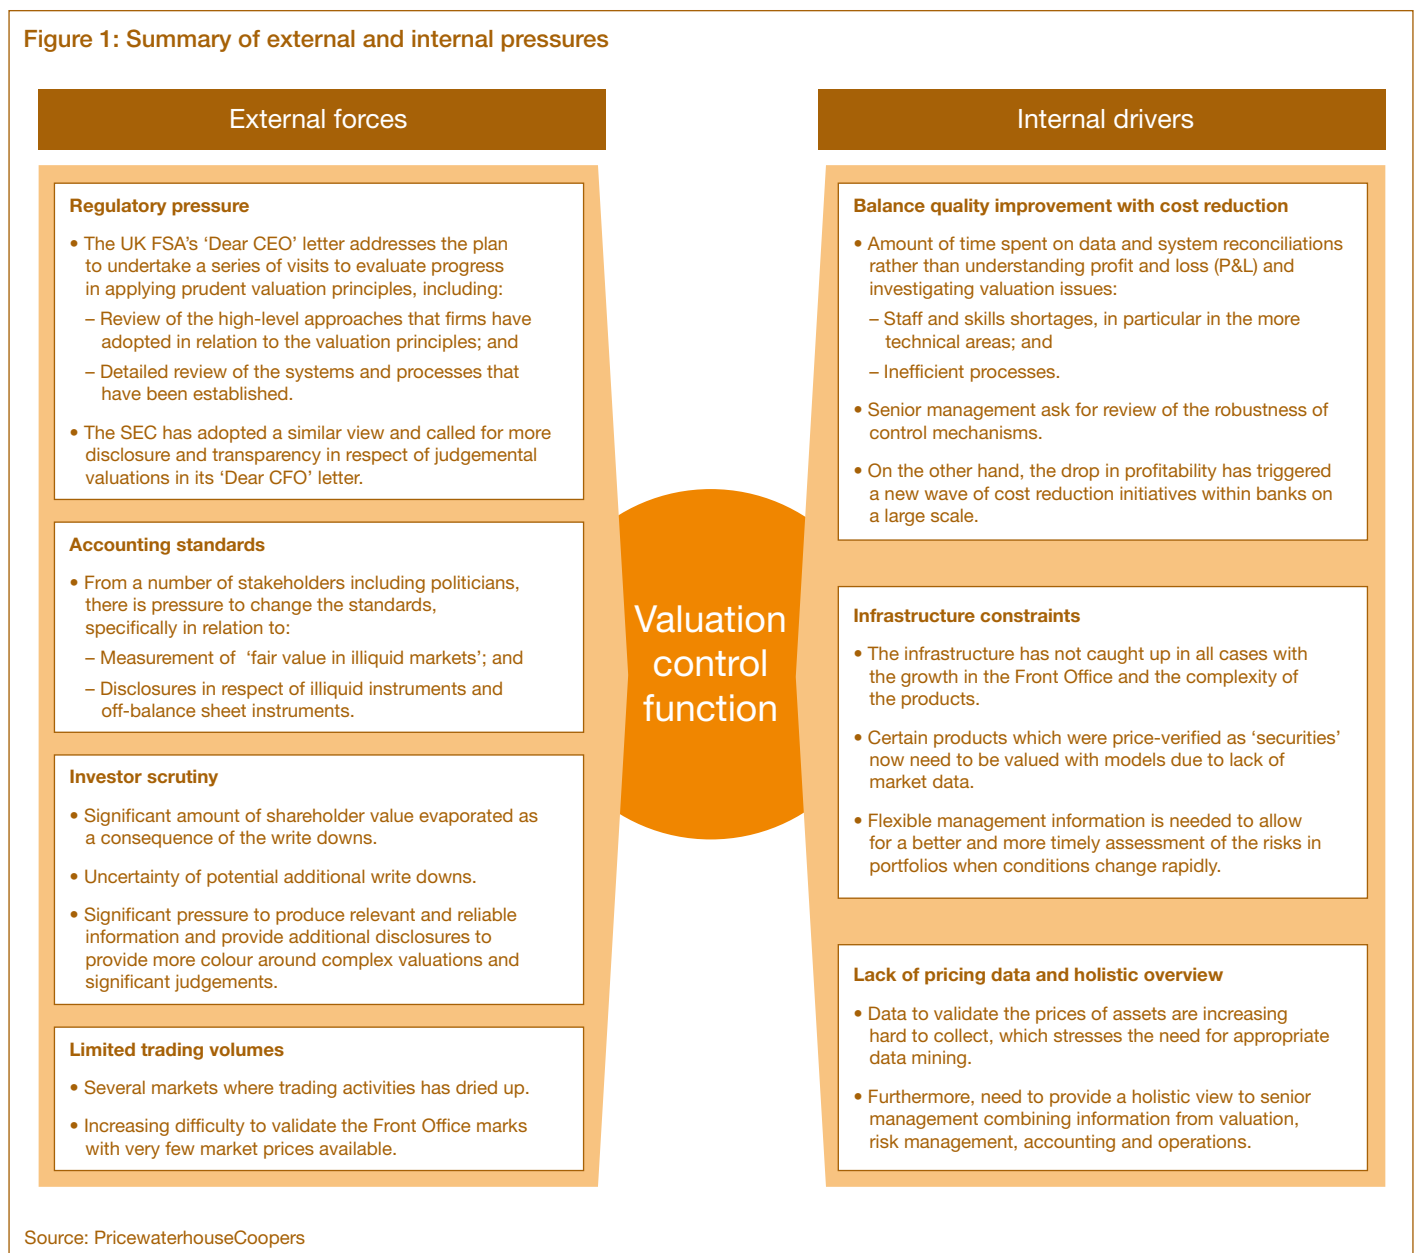 Figure 1: Summary of external and internal pressures
External forces
Regulatory pressure
• The UK FSA's 'Dear CEO' letter addresses the plan
to undertake a series of visits to evaluate progress
in applying prudent valuation principles, including:
– Review of the high-level approaches that firms have
adopted in relation to the valuation principles; and
– Detailed review of the systems and processes that
have been established.
• The SEC has adopted a similar view and called for more
disclosure and transparency in respect of judgemental
valuations in its 'Dear CFO' letter.
Accounting standards
• From a number of stakeholders including politicians,
there is pressure to change the standards,
specifically in relation to:
– Measurement of 'fair value in illiquid markets'; and
– Disclosures in respect of illiquid instruments and
off-balance sheet instruments.
Investor scrutiny
• Significant amount of shareholder value evaporated as
a consequence of the write downs.
• Uncertainty of potential additional write downs.
• Significant pressure to produce relevant and reliable
information and provide additional disclosures to
provide more colour around complex valuations and
significant judgements.
Limited trading volumes
• Several markets where trading activities has dried up.
• Increasing difficulty to validate the Front Office marks
with very few market prices available.
Valuation
control
function
Internal drivers
Balance quality improvement with cost reduction
• Amount of time spent on data and system reconciliations
rather than understanding profit and loss (P&L) and
investigating valuation issues:
– Staff and skills shortages, in particular in the more
technical areas; and
– Inefficient processes.
• Senior management ask for review of the robustness of
control mechanisms.
• On the other hand, the drop in profitability has triggered
a new wave of cost reduction initiatives within banks on
a large scale.
Infrastructure constraints
• The infrastructure has not caught up in all cases with
the growth in the Front Office and the complexity of
the products.
• Certain products which were price-verified as 'securities'
now need to be valued with models due to lack of
market data.
• Flexible management information is needed to allow
for a better and more timely assessment of the risks in
portfolios when conditions change rapidly.
Lack of pricing data and holistic overview
• Data to validate the prices of assets are increasing
hard to collect, which stresses the need for appropriate
data mining.
• Furthermore, need to provide a holistic view to senior
management combining information from valuation,
risk management, accounting and operations.
Source: PricewaterhouseCoopers